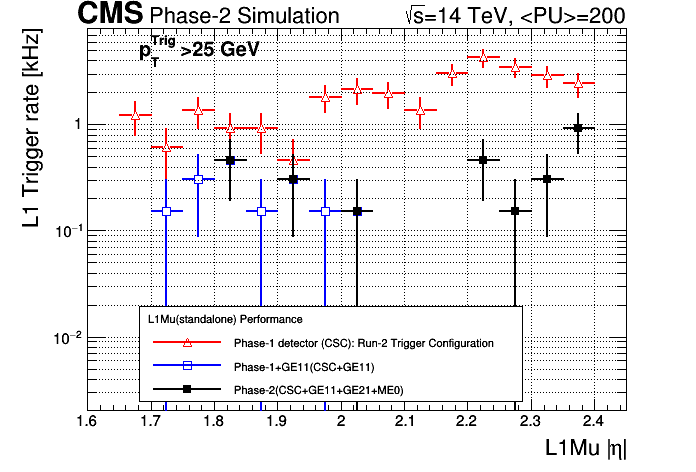 CMS Phase-2 Simulation √s=14 TeV, <PU>=200
p_T^Trig >25 GeV
L1 Trigger rate [kHz]
1
10⁻¹
10⁻²
L1Mu(standalone) Performance
Phase-1 detector (CSC): Run-2 Trigger Configuration
Phase-1+GE11(CSC+GE11)
Phase-2(CSC+GE11+GE21+ME0)
1.6 1.7 1.8 1.9 2 2.1 2.2 2.3 2.4
L1Mu |η|